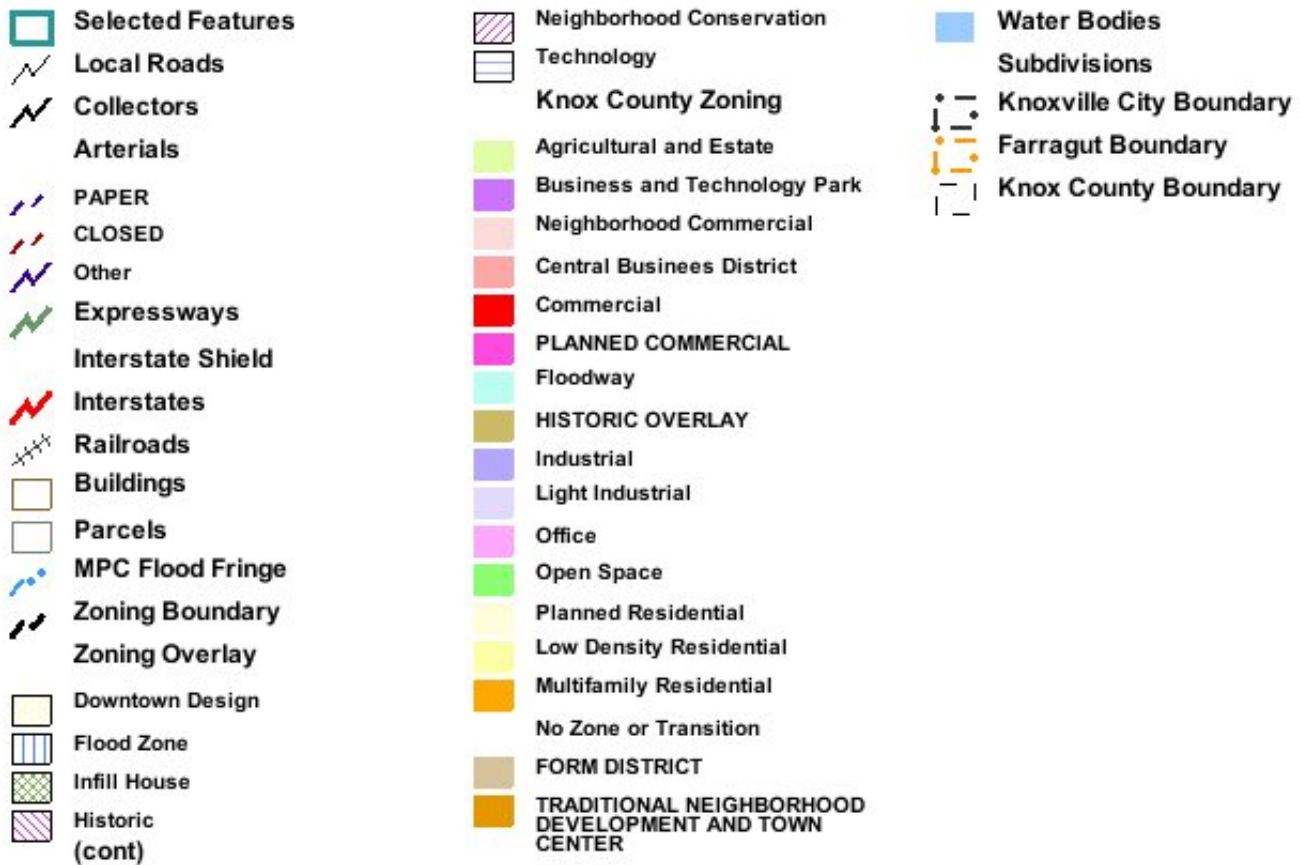 Selected Features
Local Roads
Collectors
Arterials
PAPER
CLOSED
Other
Expressways
Interstate Shield
Interstates
Railroads
Buildings
Parcels
MPC Flood Fringe
Zoning Boundary
Zoning Overlay
Downtown Design
Flood Zone
Infill House
Historic
(cont)
Neighborhood Conservation
Technology
Knox County Zoning
Agricultural and Estate
Business and Technology Park
Neighborhood Commercial
Central Businees District
Commercial
PLANNED COMMERCIAL
Floodway
HISTORIC OVERLAY
Industrial
Light Industrial
Office
Open Space
Planned Residential
Low Density Residential
Multifamily Residential
No Zone or Transition
FORM DISTRICT
TRADITIONAL NEIGHBORHOOD
DEVELOPMENT AND TOWN
CENTER
Water Bodies
Subdivisions
Knoxville City Boundary
Farragut Boundary
Knox County Boundary